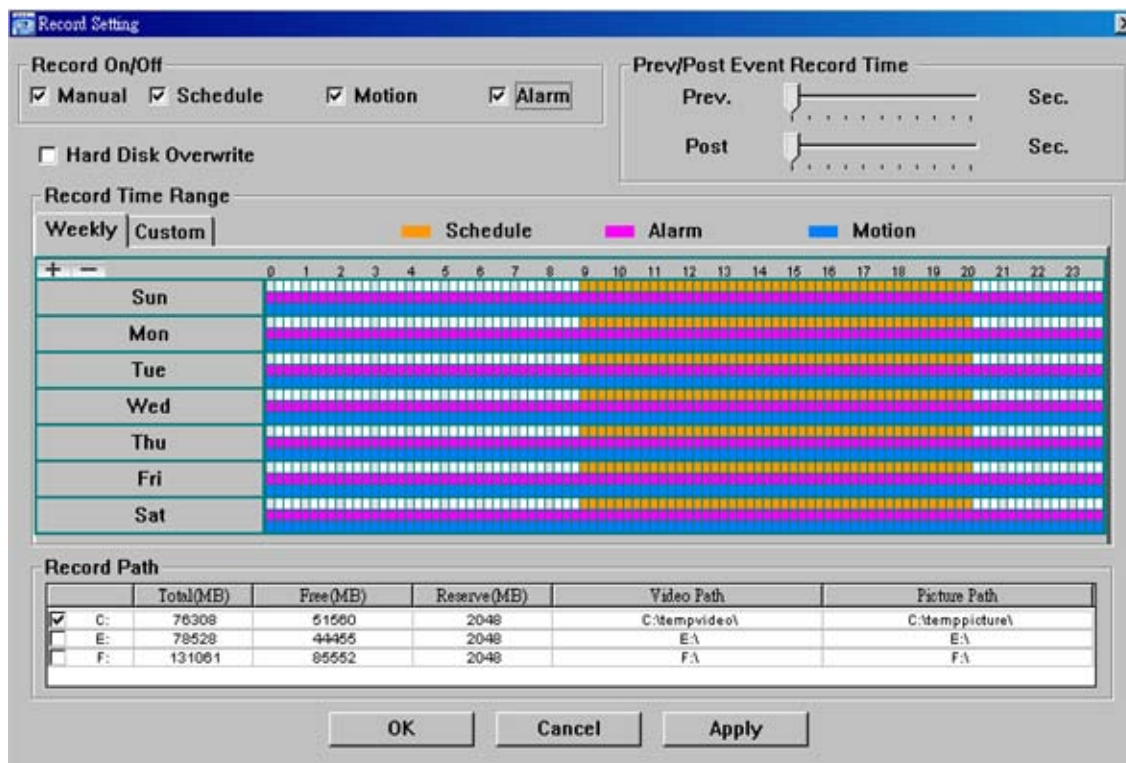 Record Setting
Record On/Off
Manual Schedule Motion Alarm
Hard Disk Overwrite
Prev/Post Event Record Time
Prev. Sec.
Post Sec.
Record Time Range
Weekly Custom Schedule Alarm Motion
+ − 0 1 2 3 4 5 6 7 8 9 10 11 12 13 14 15 16 17 18 19 20 21 22 23
Sun
Mon
Tue
Wed
Thu
Fri
Sat
Record Path
Total(MB) Free(MB) Reserve(MB) Video Path Picture Path
C: 76308 51560 2048 C:\tempvideo\ C:\temppicture\
E: 78528 44455 2048 E:\ E:\
F: 131061 85552 2048 F:\ F:\
OK Cancel Apply